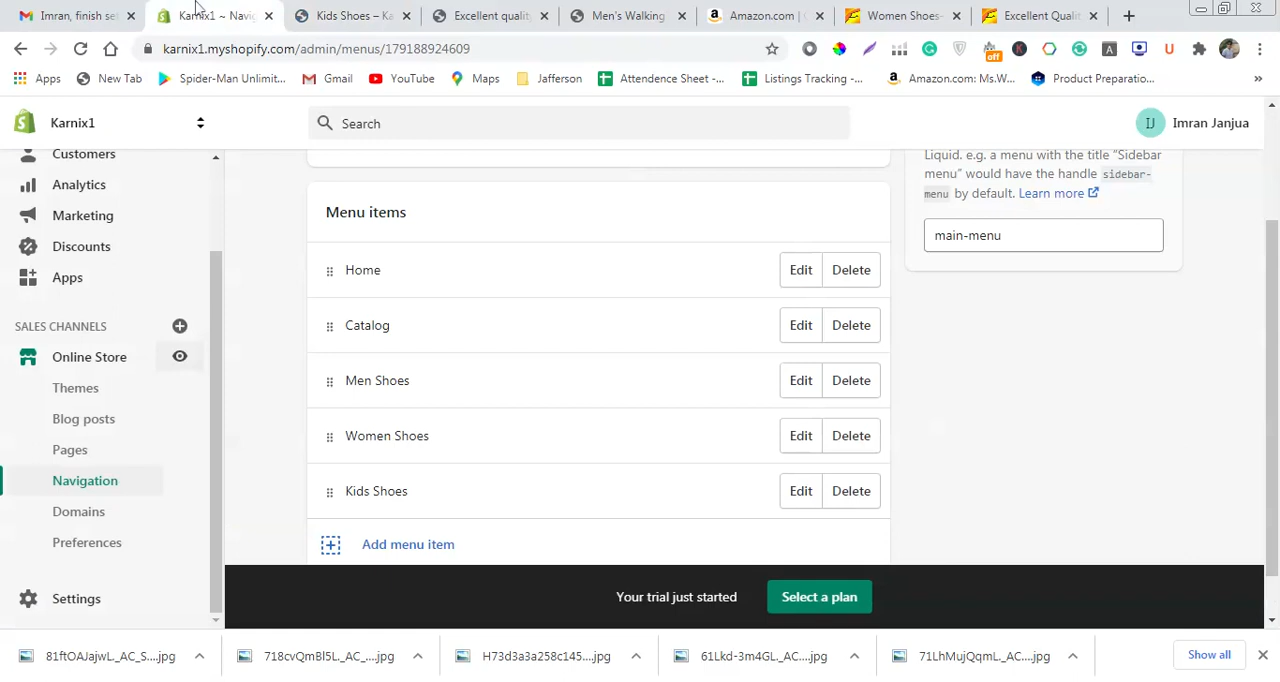 Imran, finish set
Karnix1 ~ Navig
Kids Shoes – Ka
Excellent quality
Men's Walking
Amazon.com :
Women Shoes-
Excellent Qualit
karnix1.myshopify.com/admin/menus/179188924609
off
Apps
New Tab
Spider-Man Unlimit...
Gmail
YouTube
Maps
Jafferson
Attendence Sheet -...
Listings Tracking -...
Amazon.com: Ms.W...
Product Preparatio...
»
Karnix1
Search
IJ
Imran Janjua
Customers
Analytics
Marketing
Discounts
Apps
SALES CHANNELS
Online Store
Themes
Blog posts
Pages
Navigation
Domains
Preferences
Settings
Menu items
Home
Edit
Delete
Catalog
Edit
Delete
Men Shoes
Edit
Delete
Women Shoes
Edit
Delete
Kids Shoes
Edit
Delete
Add menu item
Liquid. e.g. a menu with the title “Sidebar
menu” would have the handle sidebar-
menu by default. Learn more
main-menu
Your trial just started
Select a plan
81ftOAJajwL._AC_S....jpg
718cvQmBl5L._AC_....jpg
H73d3a3a258c145....jpg
61Lkd-3m4GL._AC_....jpg
71LhMujQqmL._AC_....jpg
Show all